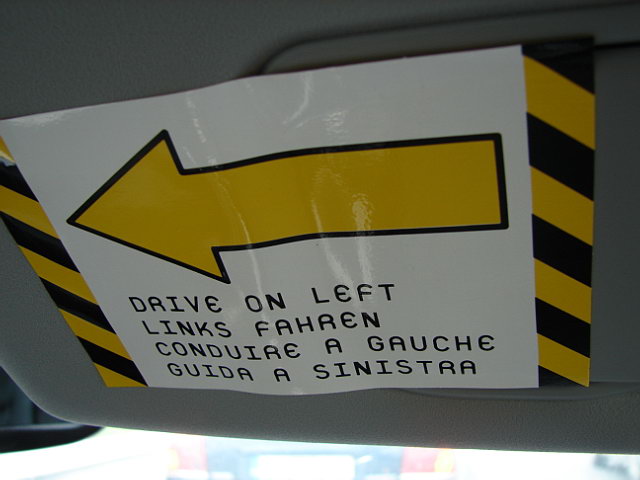 DRIVE ON LEFT
LINKS FAHREN
CONDUIRE A GAUCHE
GUIDA A SINISTRA